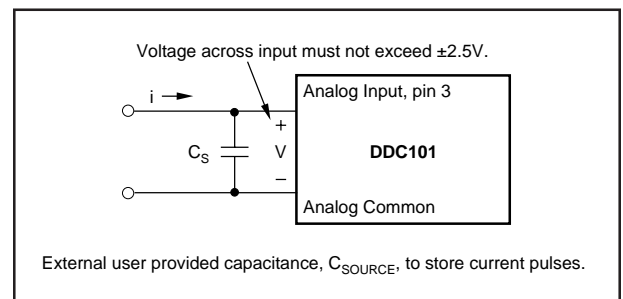 Voltage across input must not exceed ±2.5V.
i
Analog Input, pin 3
+
C_S
V
DDC101
–
Analog Common
External user provided capacitance, C_SOURCE, to store current pulses.